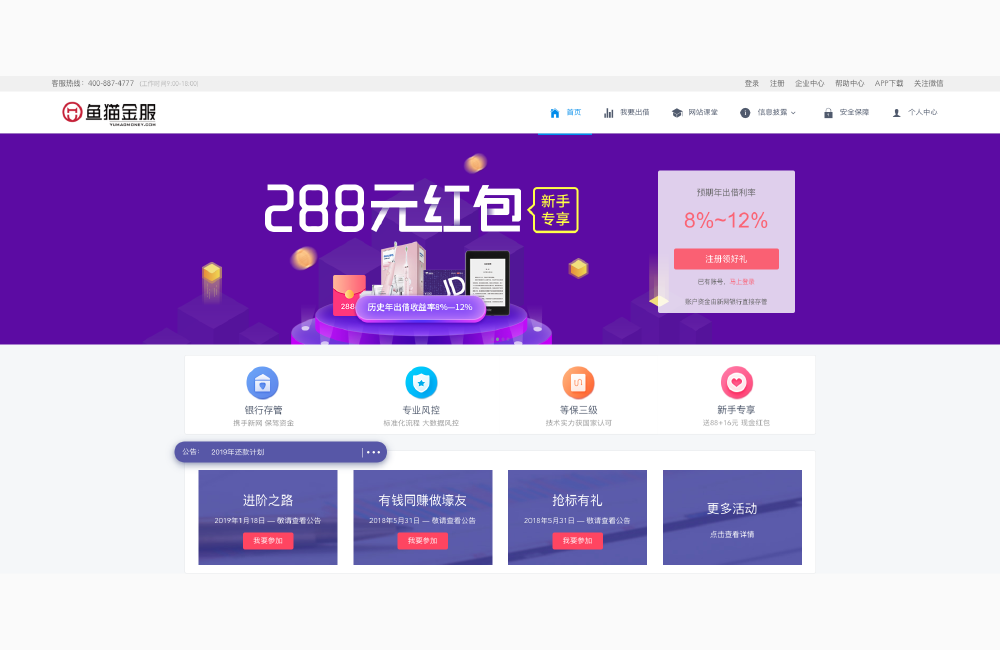 客服热线：400-887-4777 (工作时间9:00-18:00)
登录 注册 企业中心 帮助中心 APP下载 关注微信
鱼猫金服
YUMAOMONEY.COM
首页 我要出借 网站课堂 信息披露 安全保障 个人中心
288元红包
新手
专享
预期年出借利率
8%~12%
注册领好礼
已有账号，马上登录
账户资金由新网银行直接存管
288
历史年出借收益率8%—12%
银行存管
携手新网 保驾资金
专业风控
标准化流程 大数据风控
等保三级
技术实力获国家认可
新手专享
送88+16元 现金红包
公告： 2019年还款计划
进阶之路
2019年1月18日 — 敬请查看公告
我要参加
有钱同赚做壕友
2018年5月31日 — 敬请查看公告
我要参加
抢标有礼
2018年5月31日 — 敬请查看公告
我要参加
更多活动
点击查看详情